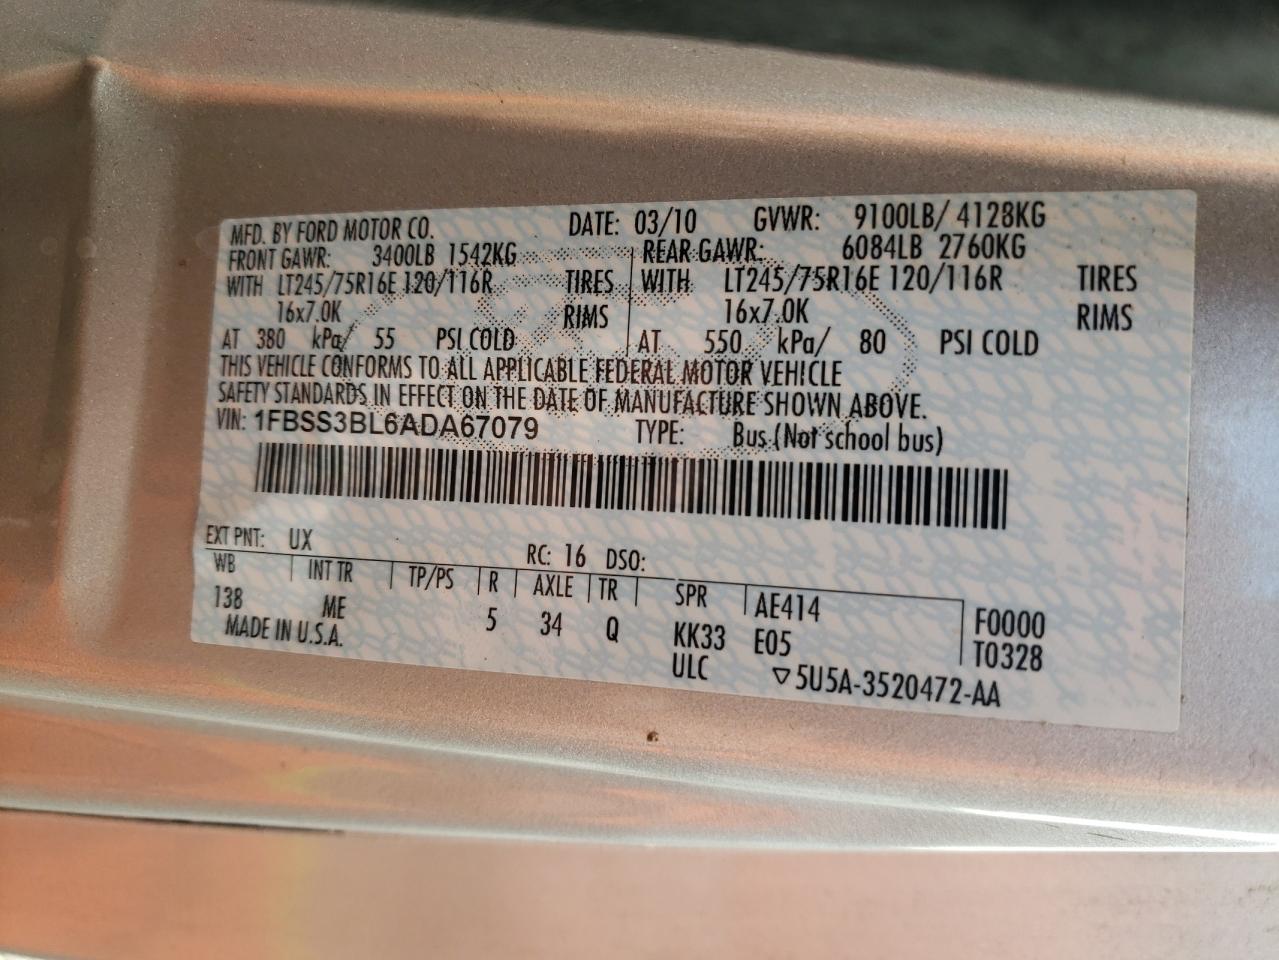 MFD. BY FORD MOTOR CO. DATE: 03/10 GVWR: 9100LB/ 4128KG
FRONT GAWR: 3400LB 1542KG REAR GAWR: 6084LB 2760KG
WITH LT245/75R16E 120/116R TIRES WITH LT245/75R16E 120/116R TIRES
16x7.0K RIMS 16x7.0K RIMS
AT 380 kPa/ 55 PSI COLD AT 550 kPa/ 80 PSI COLD
THIS VEHICLE CONFORMS TO ALL APPLICABLE FEDERAL MOTOR VEHICLE
SAFETY STANDARDS IN EFFECT ON THE DATE OF MANUFACTURE SHOWN ABOVE.
VIN: 1FBSS3BL6ADA67079 TYPE: Bus (Not school bus)
EXT PNT: UX RC: 16 DSO:
WB INT TR TP/PS R AXLE TR SPR AE414 F0000
138 ME 5 34 Q KK33 E05 T0328
MADE IN U.S.A. ULC ▽5U5A-3520472-AA